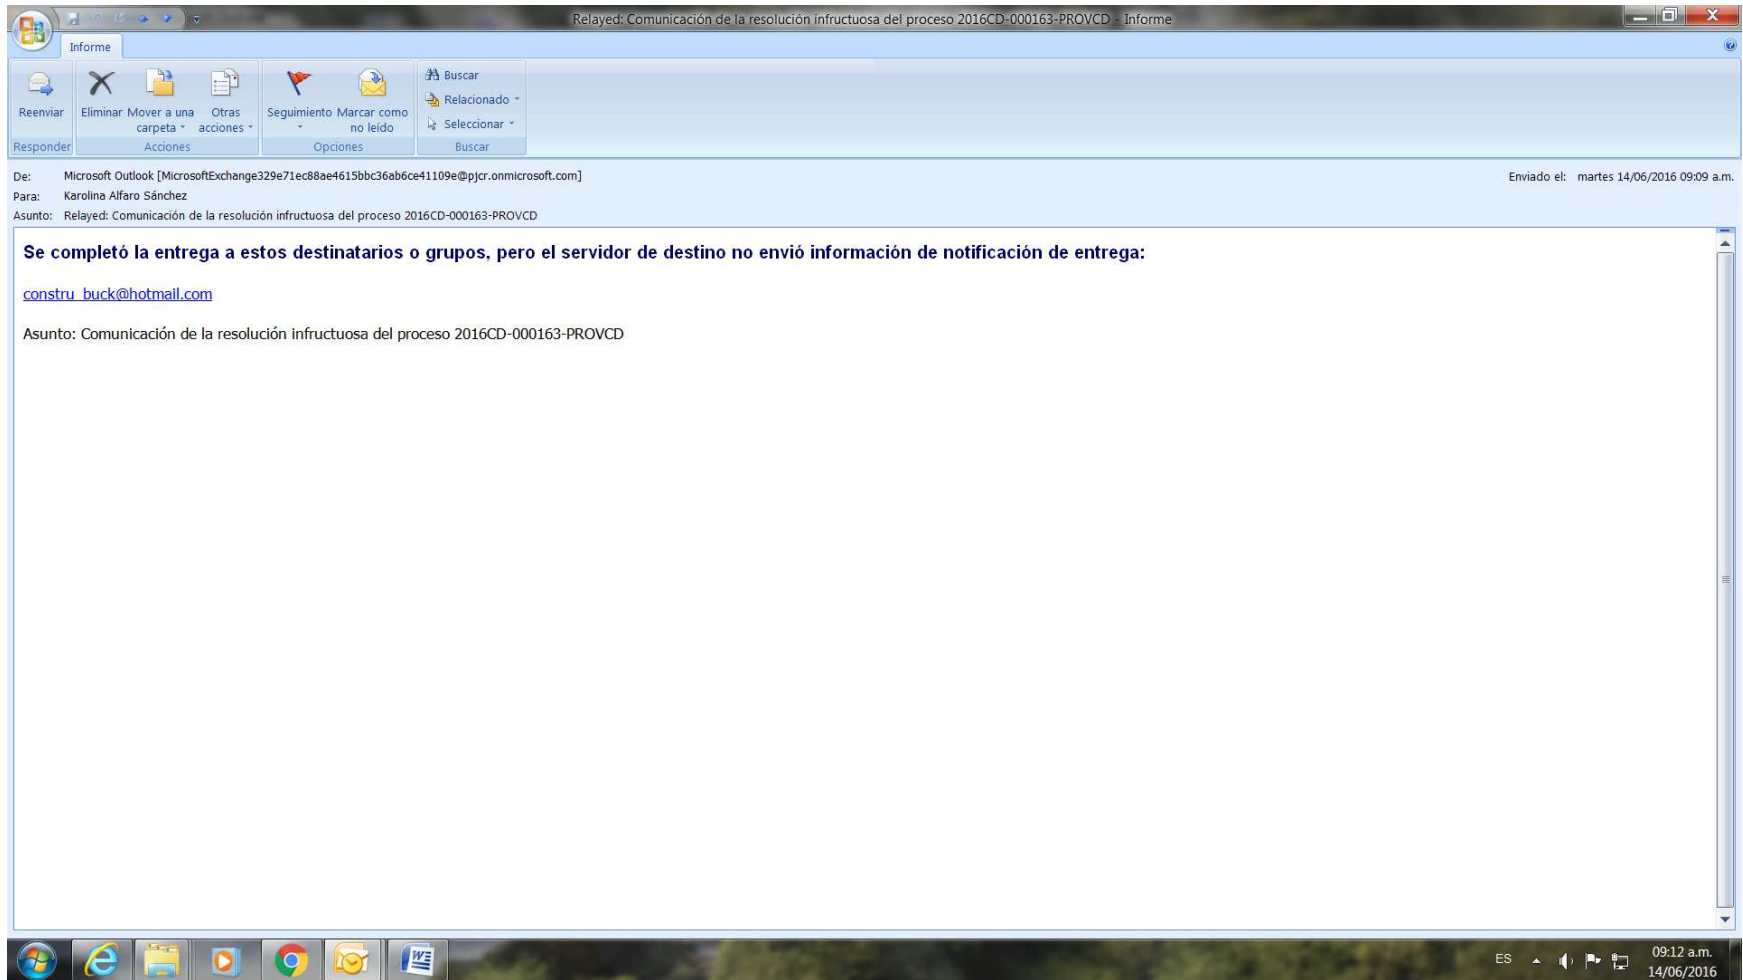 Relayed: Comunicación de la resolución infructuosa del proceso 2016CD-000163-PROVCD - Informe
Informe
Reenviar
Eliminar
Mover a una carpeta
Otras acciones
Seguimiento
Marcar como no leído
Buscar
Relacionado
Seleccionar
Responder
Acciones
Opciones
Buscar
De: Microsoft Outlook [MicrosoftExchange329e71ec88ae4615bbc36ab6ce41109e@pjcr.onmicrosoft.com]
Enviado el: martes 14/06/2016 09:09 a.m.
Para: Karolina Alfaro Sánchez
Asunto: Relayed: Comunicación de la resolución infructuosa del proceso 2016CD-000163-PROVCD
Se completó la entrega a estos destinatarios o grupos, pero el servidor de destino no envió información de notificación de entrega:
constru_buck@hotmail.com
Asunto: Comunicación de la resolución infructuosa del proceso 2016CD-000163-PROVCD
ES
09:12 a.m.
14/06/2016